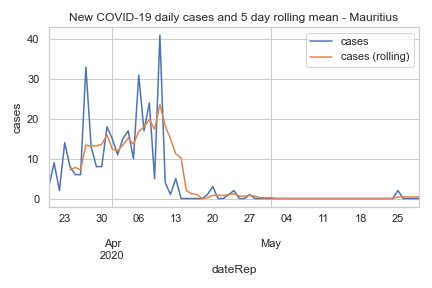 New COVID-19 daily cases and 5 day rolling mean - Mauritius
cases
cases (rolling)
cases
40
30
20
10
0
23 30 06 13 20 27 04 11 18 25
Apr May
2020
dateRep